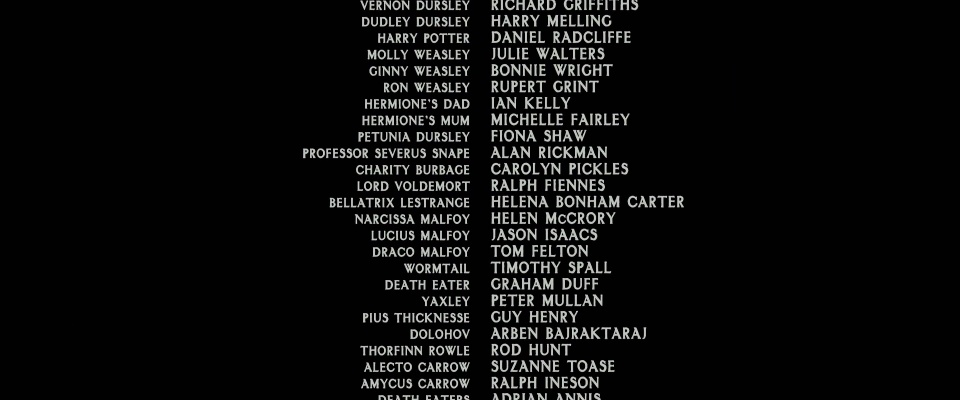 VERNON DURSLEY RICHARD GRIFFITHS
DUDLEY DURSLEY HARRY MELLING
HARRY POTTER DANIEL RADCLIFFE
MOLLY WEASLEY JULIE WALTERS
GINNY WEASLEY BONNIE WRIGHT
RON WEASLEY RUPERT GRINT
HERMIONE'S DAD IAN KELLY
HERMIONE'S MUM MICHELLE FAIRLEY
PETUNIA DURSLEY FIONA SHAW
PROFESSOR SEVERUS SNAPE ALAN RICKMAN
CHARITY BURBAGE CAROLYN PICKLES
LORD VOLDEMORT RALPH FIENNES
BELLATRIX LESTRANGE HELENA BONHAM CARTER
NARCISSA MALFOY HELEN McCRORY
LUCIUS MALFOY JASON ISAACS
DRACO MALFOY TOM FELTON
WORMTAIL TIMOTHY SPALL
DEATH EATER GRAHAM DUFF
YAXLEY PETER MULLAN
PIUS THICKNESSE GUY HENRY
DOLOHOV ARBEN BAJRAKTARAJ
THORFINN ROWLE ROD HUNT
ALECTO CARROW SUZANNE TOASE
AMYCUS CARROW RALPH INESON
DEATH EATERS ADRIAN ANNIS